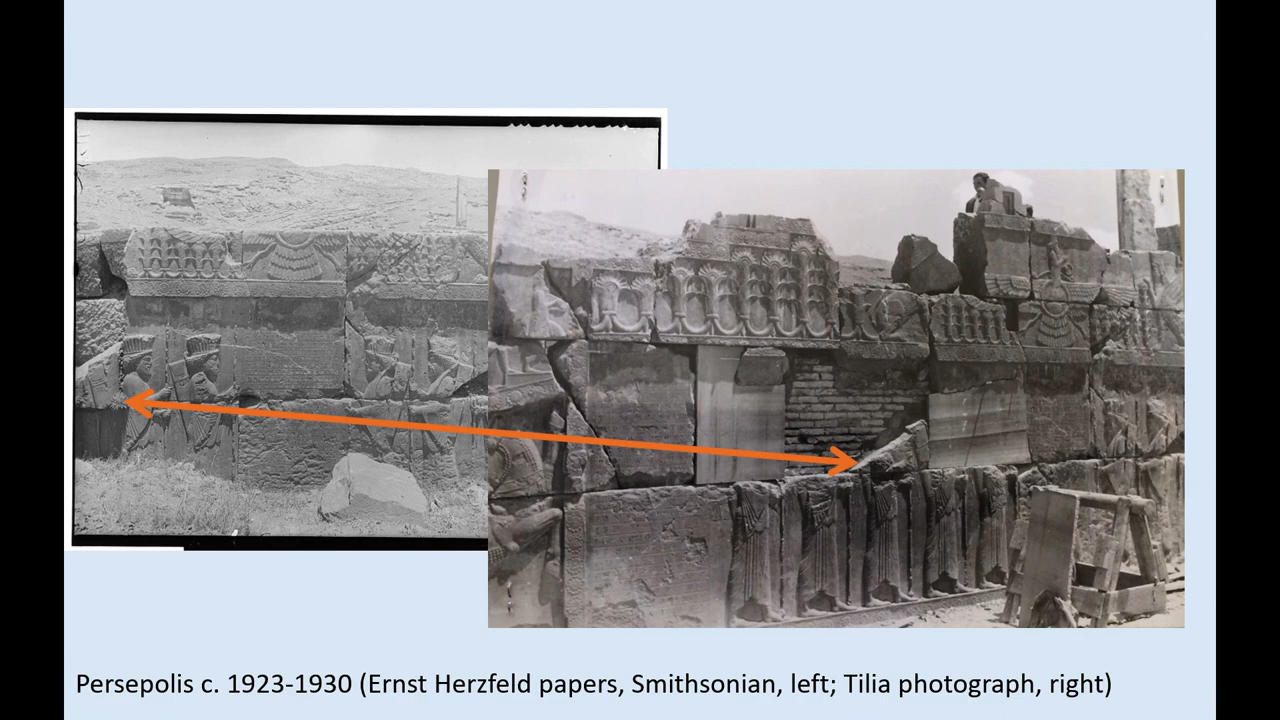 Persepolis c. 1923-1930 (Ernst Herzfeld papers, Smithsonian, left; Tilia photograph, right)